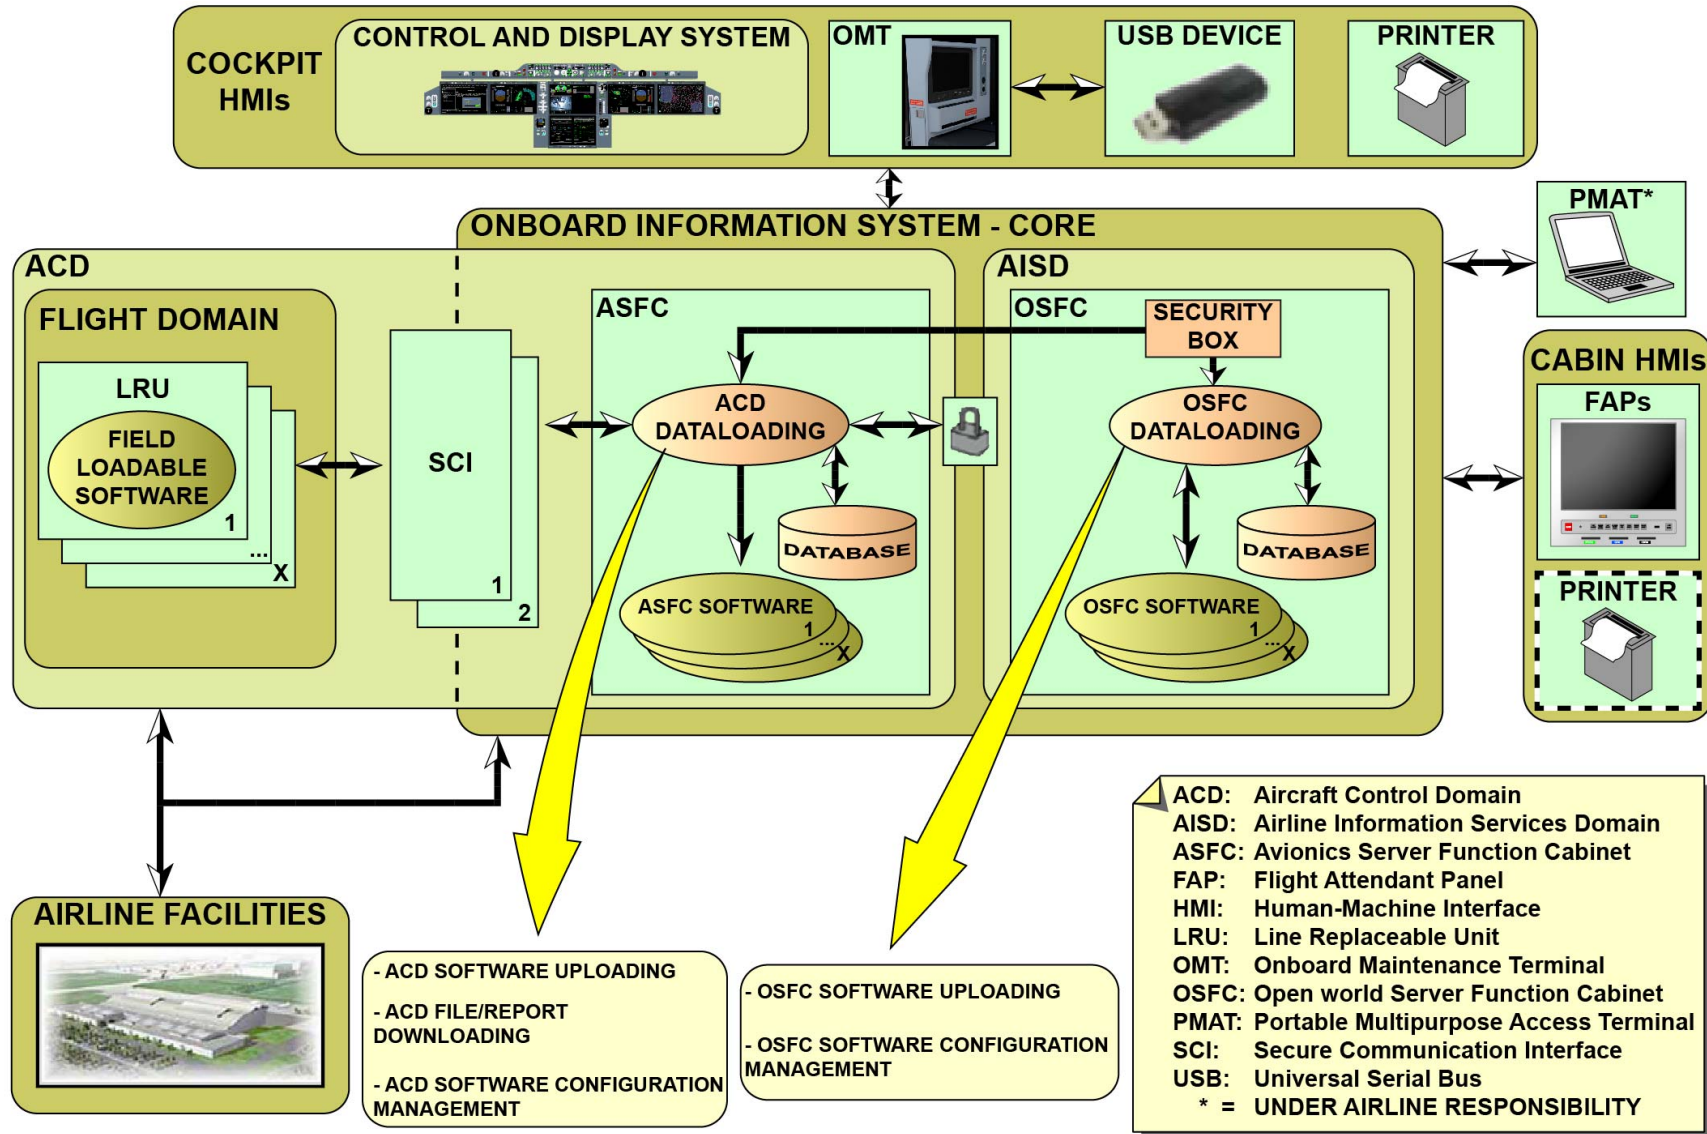 COCKPIT
HMIs
CONTROL AND DISPLAY SYSTEM
OMT
USB DEVICE
PRINTER
PMAT*
ONBOARD INFORMATION SYSTEM - CORE
ACD
AISD
FLIGHT DOMAIN
LRU
FIELD
LOADABLE
SOFTWARE
1
...
X
SCI
1
2
ASFC
ACD
DATALOADING
DATABASE
ASFC SOFTWARE
1
...
X
OSFC
SECURITY
BOX
OSFC
DATALOADING
DATABASE
OSFC SOFTWARE
1
...
X
CABIN HMIs
FAPs
PRINTER
AIRLINE FACILITIES
- ACD SOFTWARE UPLOADING
- ACD FILE/REPORT
DOWNLOADING
- ACD SOFTWARE CONFIGURATION
MANAGEMENT
- OSFC SOFTWARE UPLOADING
- OSFC SOFTWARE CONFIGURATION
MANAGEMENT
ACD: Aircraft Control Domain
AISD: Airline Information Services Domain
ASFC: Avionics Server Function Cabinet
FAP: Flight Attendant Panel
HMI: Human-Machine Interface
LRU: Line Replaceable Unit
OMT: Onboard Maintenance Terminal
OSFC: Open world Server Function Cabinet
PMAT: Portable Multipurpose Access Terminal
SCI: Secure Communication Interface
USB: Universal Serial Bus
* = UNDER AIRLINE RESPONSIBILITY